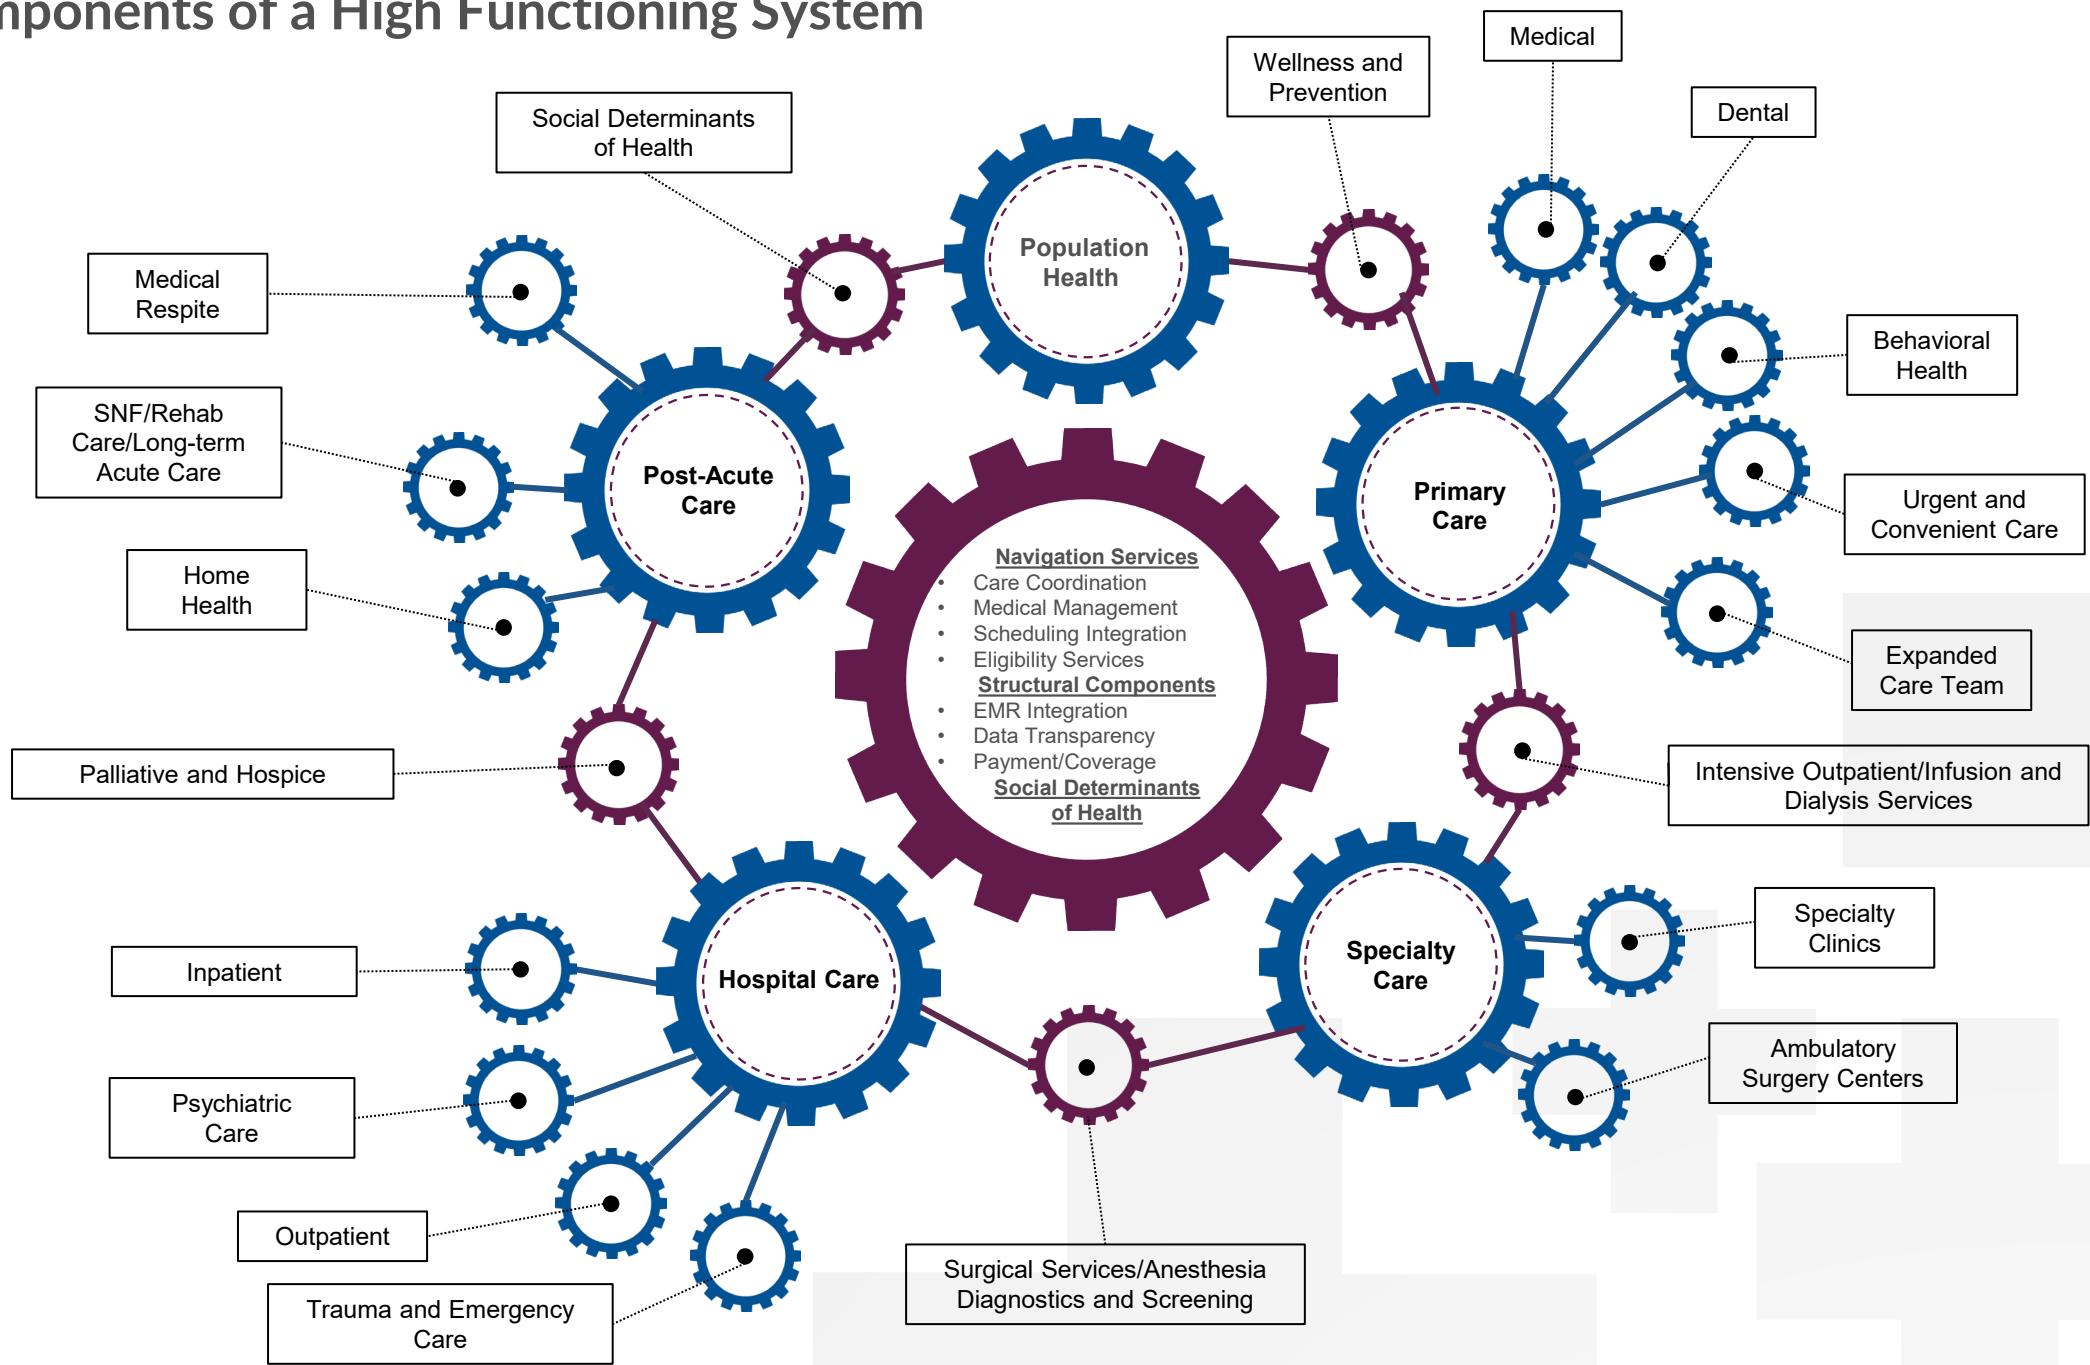 mponents of a High Functioning System
Medical
Wellness and
Prevention
Dental
Social Determinants
of Health
Population
Health
Medical
Respite
Behavioral
Health
SNF/Rehab
Care/Long-term
Acute Care
Post-Acute
Care
Primary
Care
Urgent and
Convenient Care
Home
Health
Navigation Services
• Care Coordination
• Medical Management
• Scheduling Integration
• Eligibility Services
Structural Components
• EMR Integration
• Data Transparency
• Payment/Coverage
Social Determinants
of Health
Expanded
Care Team
Palliative and Hospice
Intensive Outpatient/Infusion and
Dialysis Services
Inpatient
Hospital Care
Specialty
Care
Specialty
Clinics
Psychiatric
Care
Ambulatory
Surgery Centers
Outpatient
Trauma and Emergency
Care
Surgical Services/Anesthesia
Diagnostics and Screening